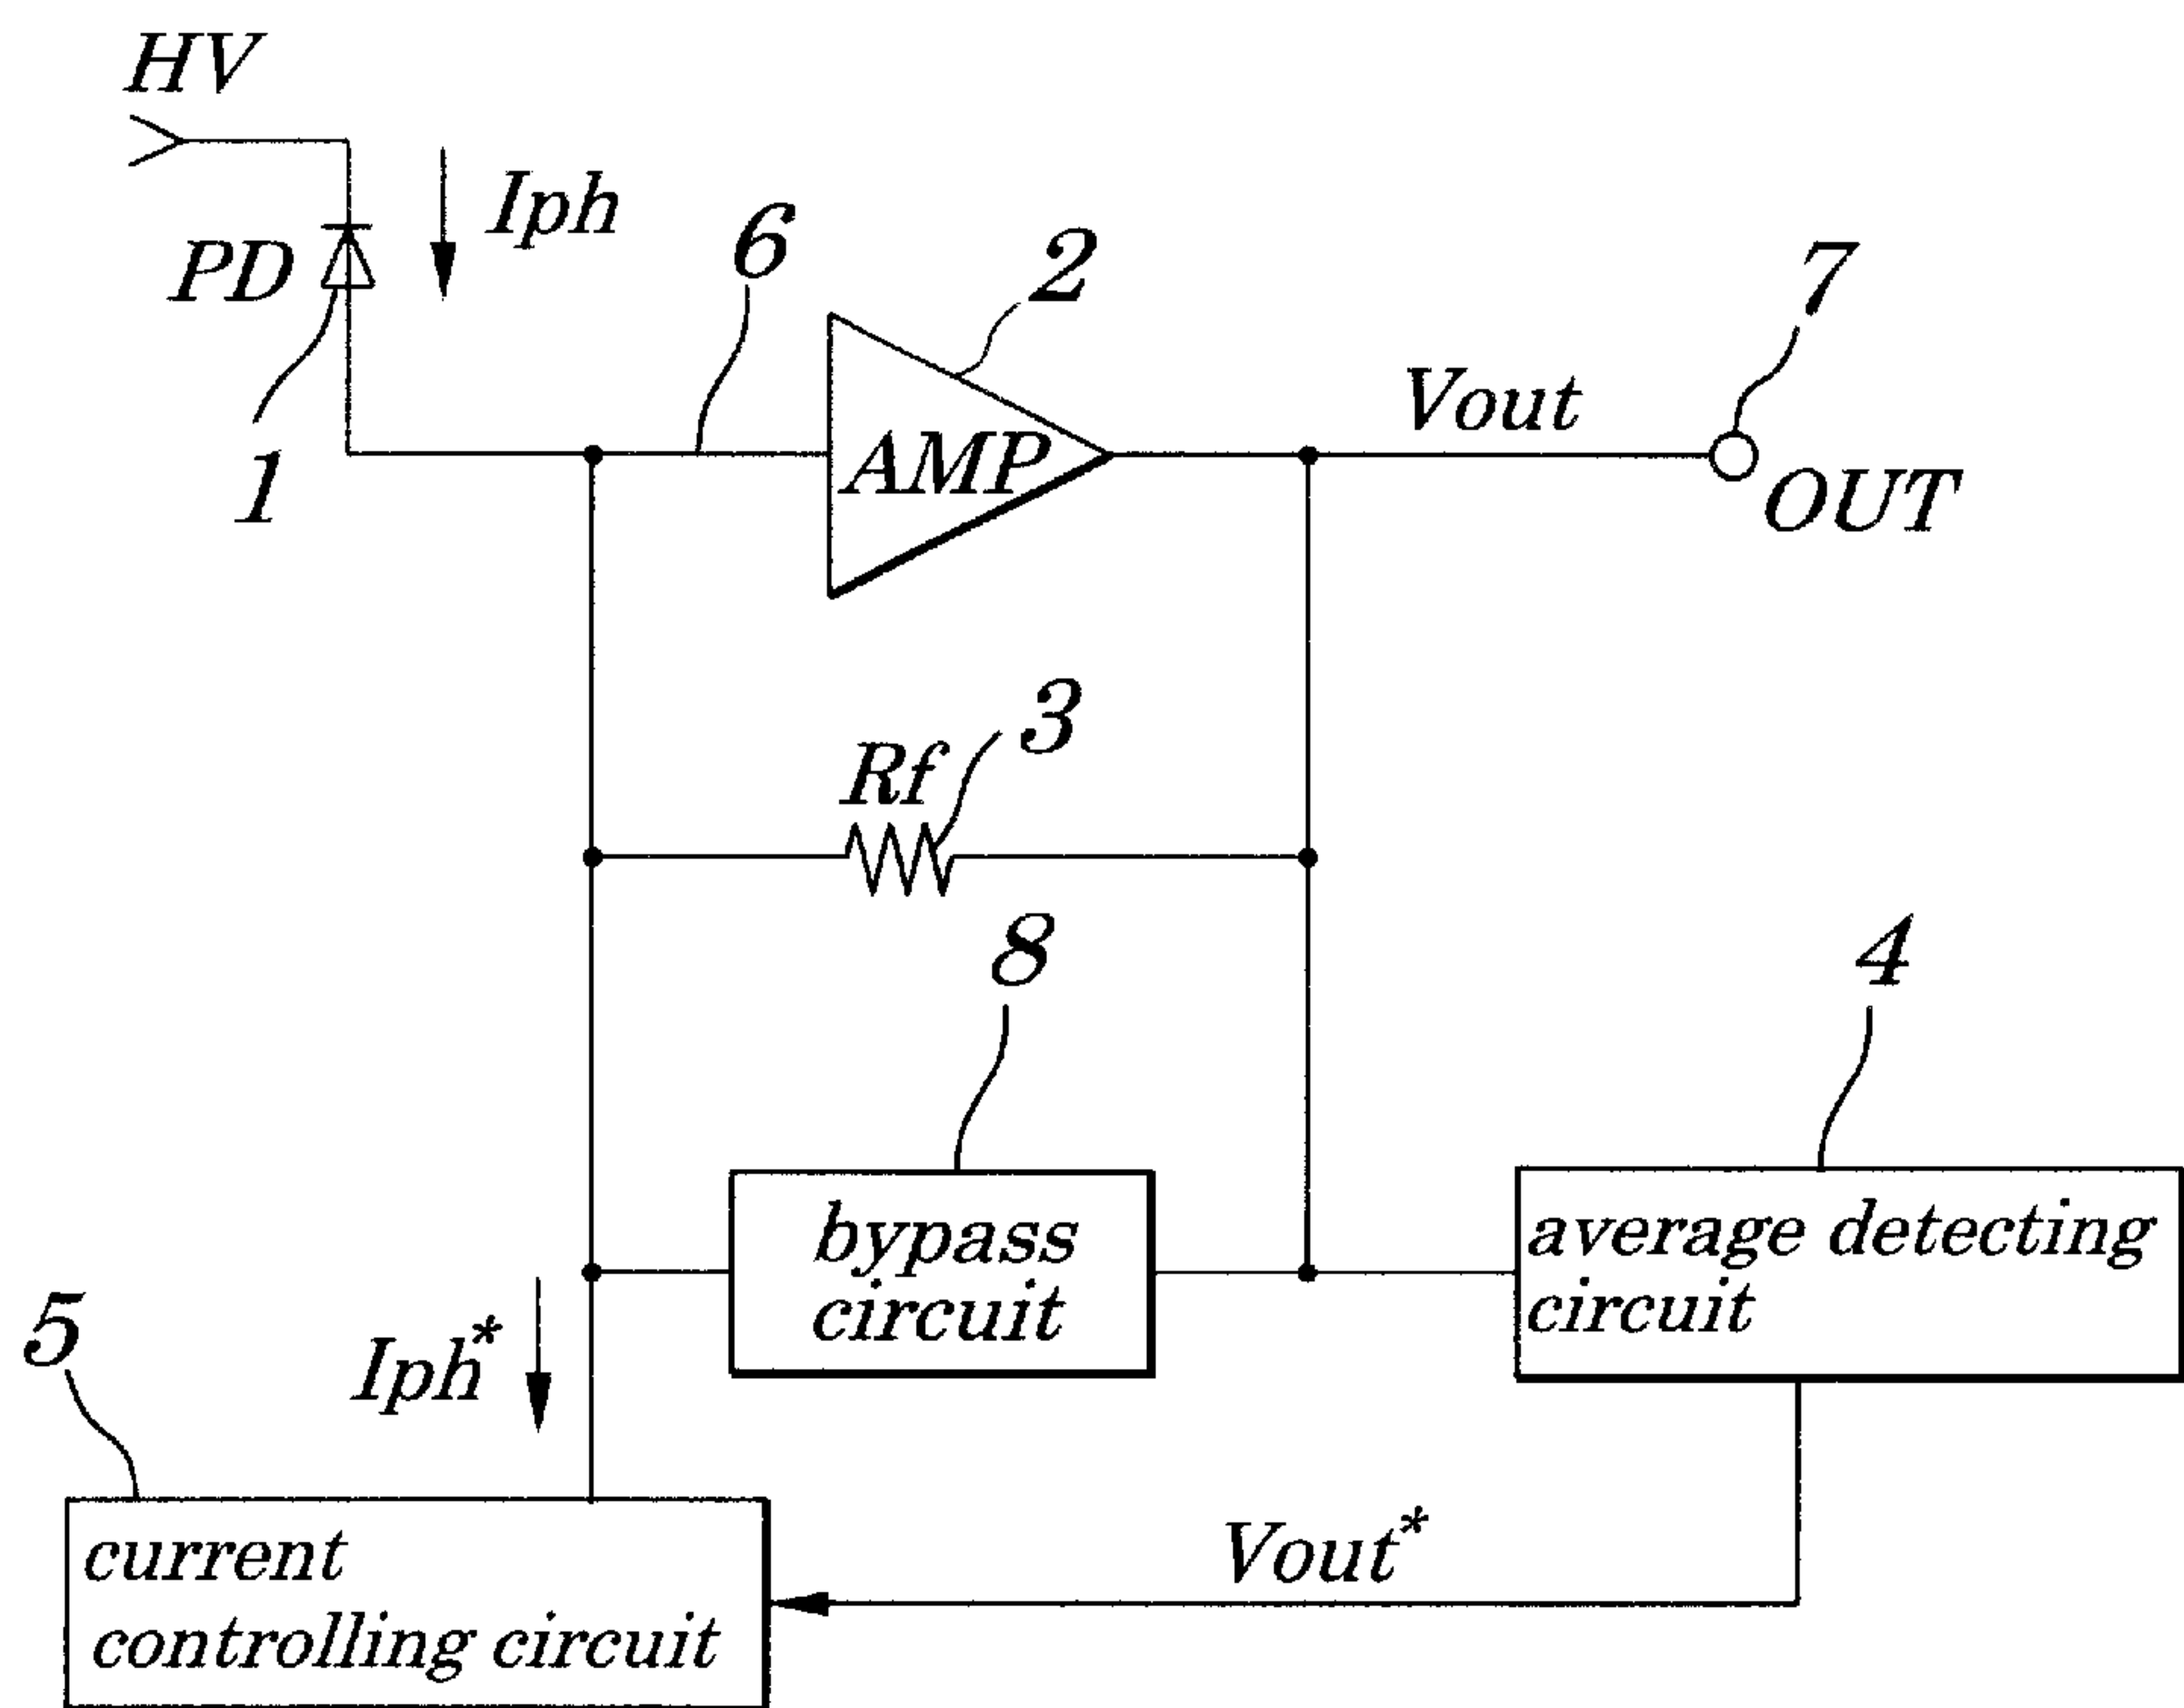 HV
Iph
PD
1
6
2
AMP
Vout
7
OUT
Rf
3
8
4
bypass
circuit
average detecting
circuit
5
Iph*
current
controlling circuit
Vout*